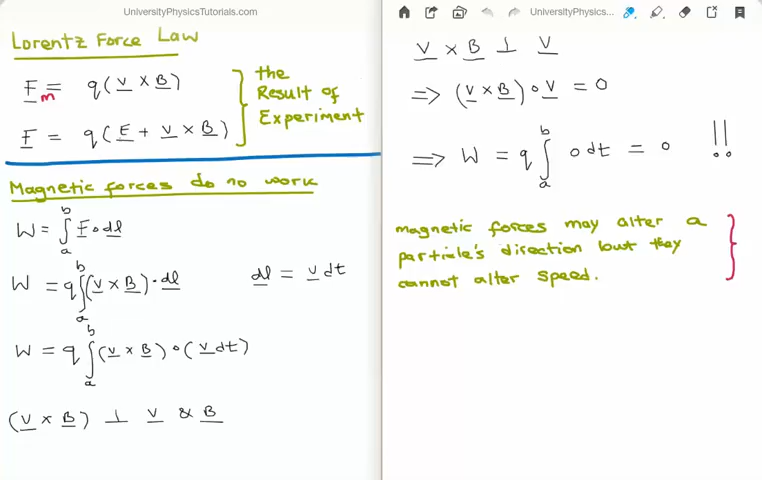 UniversityPhysicsTutorials.com
Lorentz Force Law
F_m = q(v × B)
F = q(E + v × B)
the
Result of
Experiment
Magnetic forces do no work
W = ∫_a^b F ∘ dl
W = q∫_a^b (v × B) · dl    dl = v dt
W = q∫_a^b (v × B) ∘ (v dt)
(v × B) ⊥ v & B
UniversityPhysics...
v × B ⊥ v
=> (v × B) ∘ v = 0
=> W = q ∫_a^b 0 dt = 0 !!
magnetic forces may alter a
particle's direction but they
cannot alter speed.